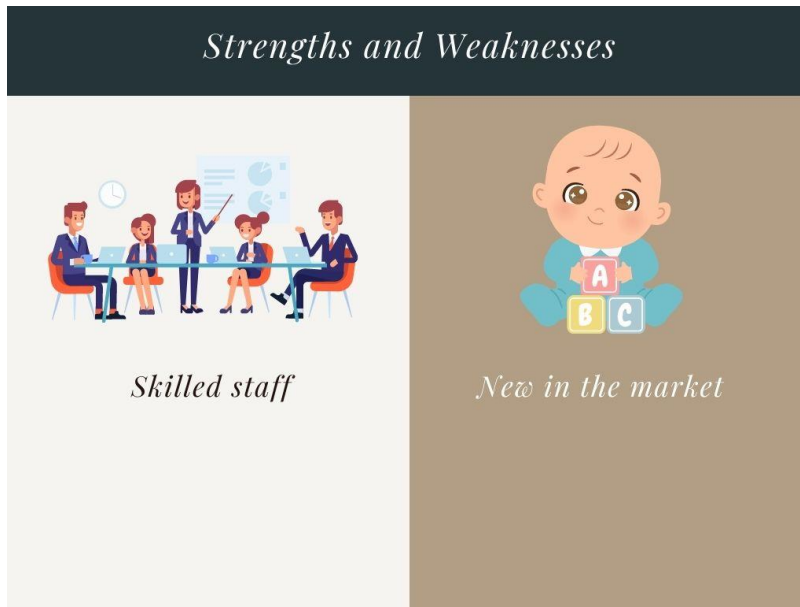 Strengths and Weaknesses
Skilled staff
New in the market
A
B C